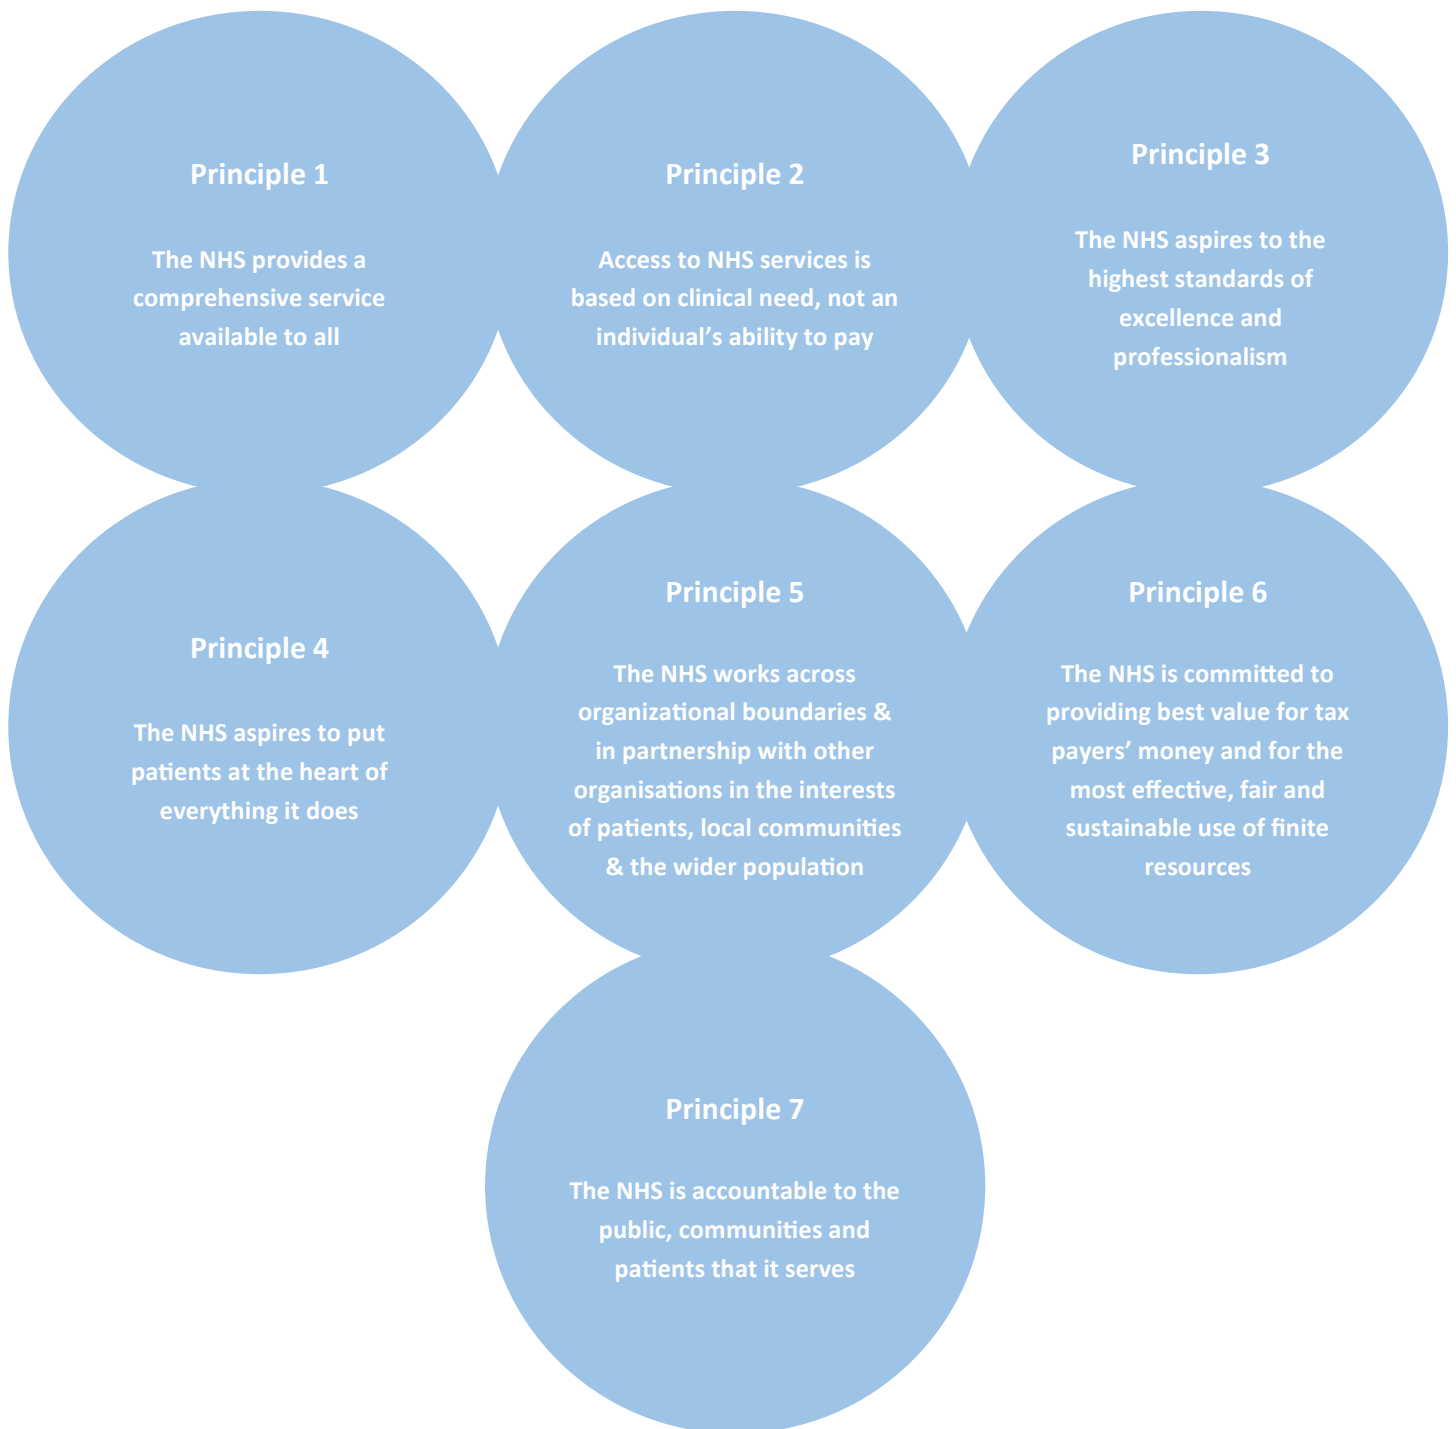 Principle 1
The NHS provides a
comprehensive service
available to all
Principle 2
Access to NHS services is
based on clinical need, not an
individual’s ability to pay
Principle 3
The NHS aspires to the
highest standards of
excellence and
professionalism
Principle 4
The NHS aspires to put
patients at the heart of
everything it does
Principle 5
The NHS works across
organizational boundaries &
in partnership with other
organisations in the interests
of patients, local communities
& the wider population
Principle 6
The NHS is committed to
providing best value for tax
payers’ money and for the
most effective, fair and
sustainable use of finite
resources
Principle 7
The NHS is accountable to the
public, communities and
patients that it serves